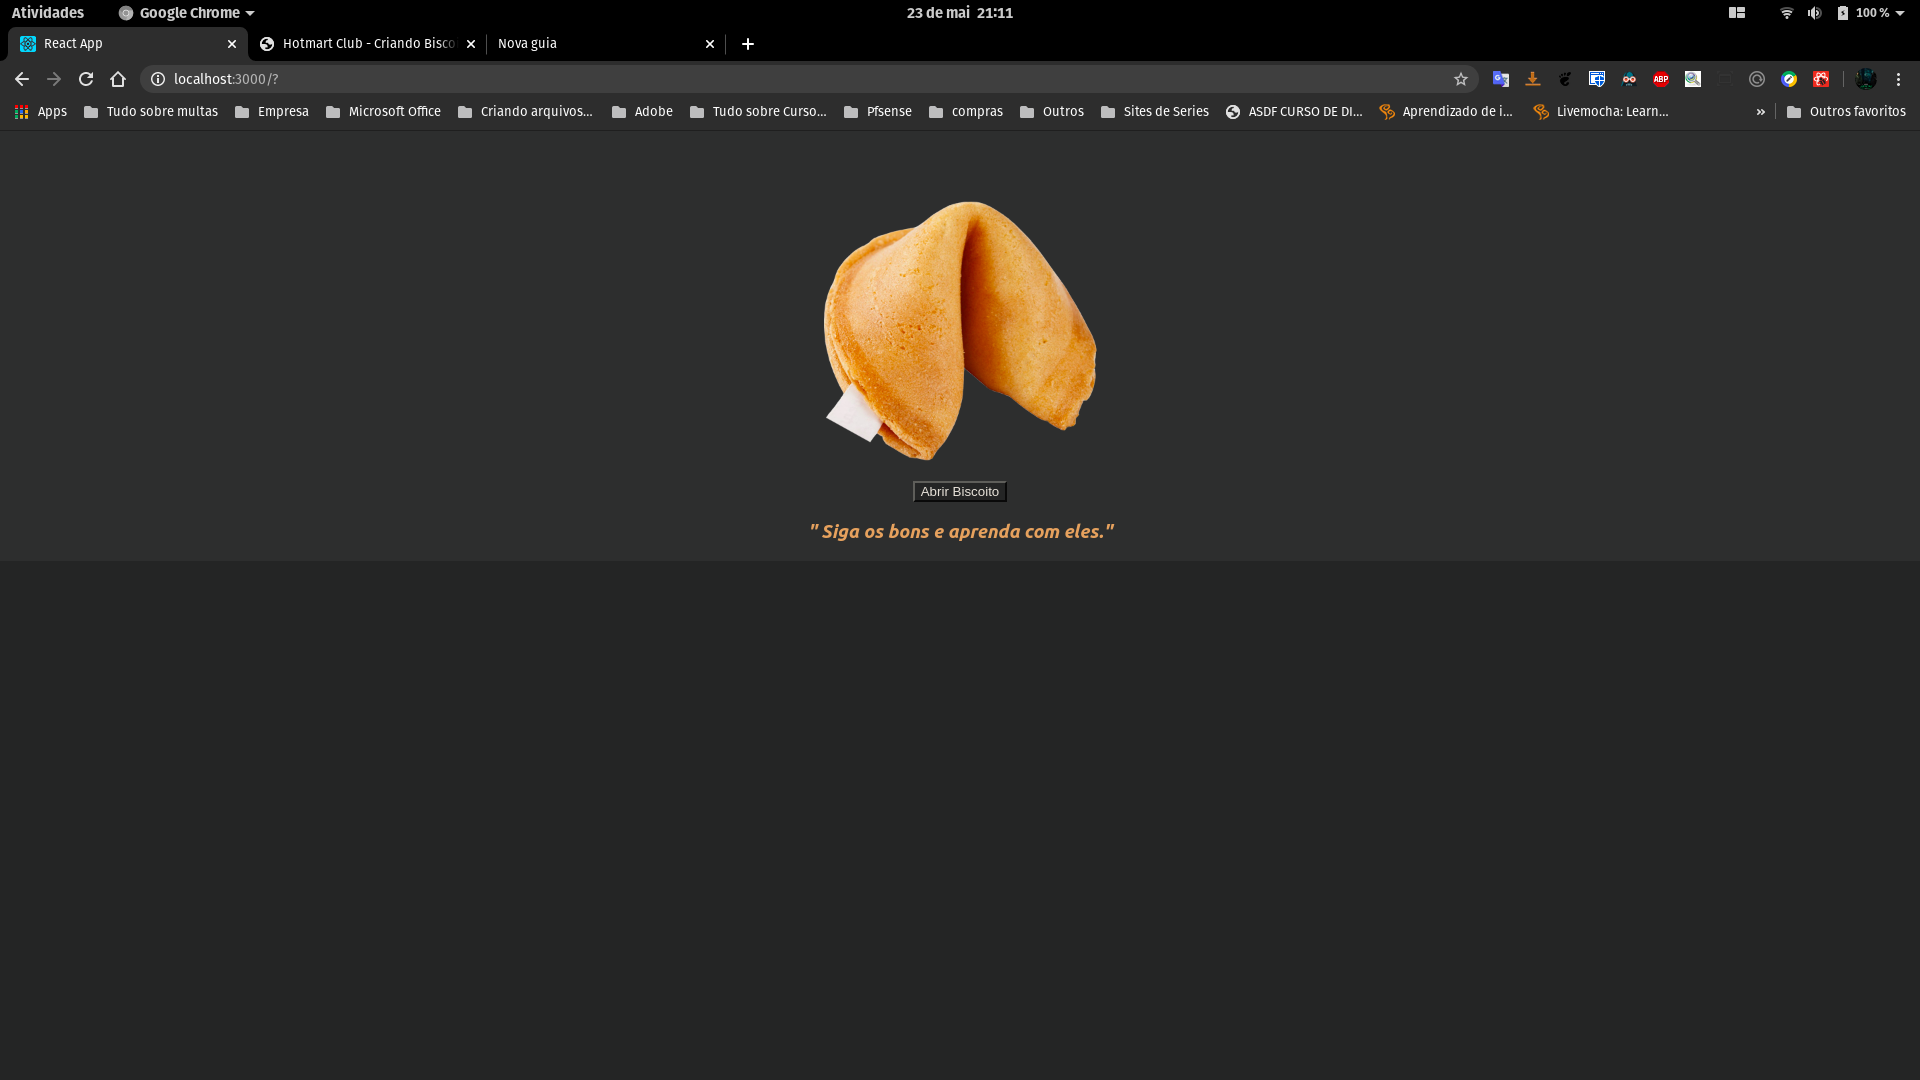 Atividades Google Chrome 23 de mai 21:11 100 %
React App Hotmart Club - Criando Bisco Nova guia
localhost:3000/? ABP
Apps Tudo sobre multas Empresa Microsoft Office Criando arquivos... Adobe Tudo sobre Curso... Pfsense compras Outros Sites de Series ASDF CURSO DE DI... Aprendizado de i... Livemocha: Learn... » Outros favoritos
Abrir Biscoito
" Siga os bons e aprenda com eles."